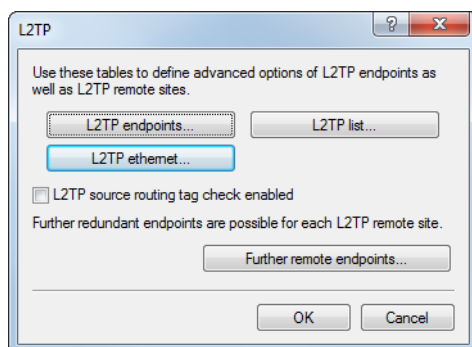 L2TP
Use these tables to define advanced options of L2TP endpoints as
well as L2TP remote sites.
L2TP endpoints... L2TP list...
L2TP ethernet...
L2TP source routing tag check enabled
Further redundant endpoints are possible for each L2TP remote site.
Further remote endpoints...
OK Cancel